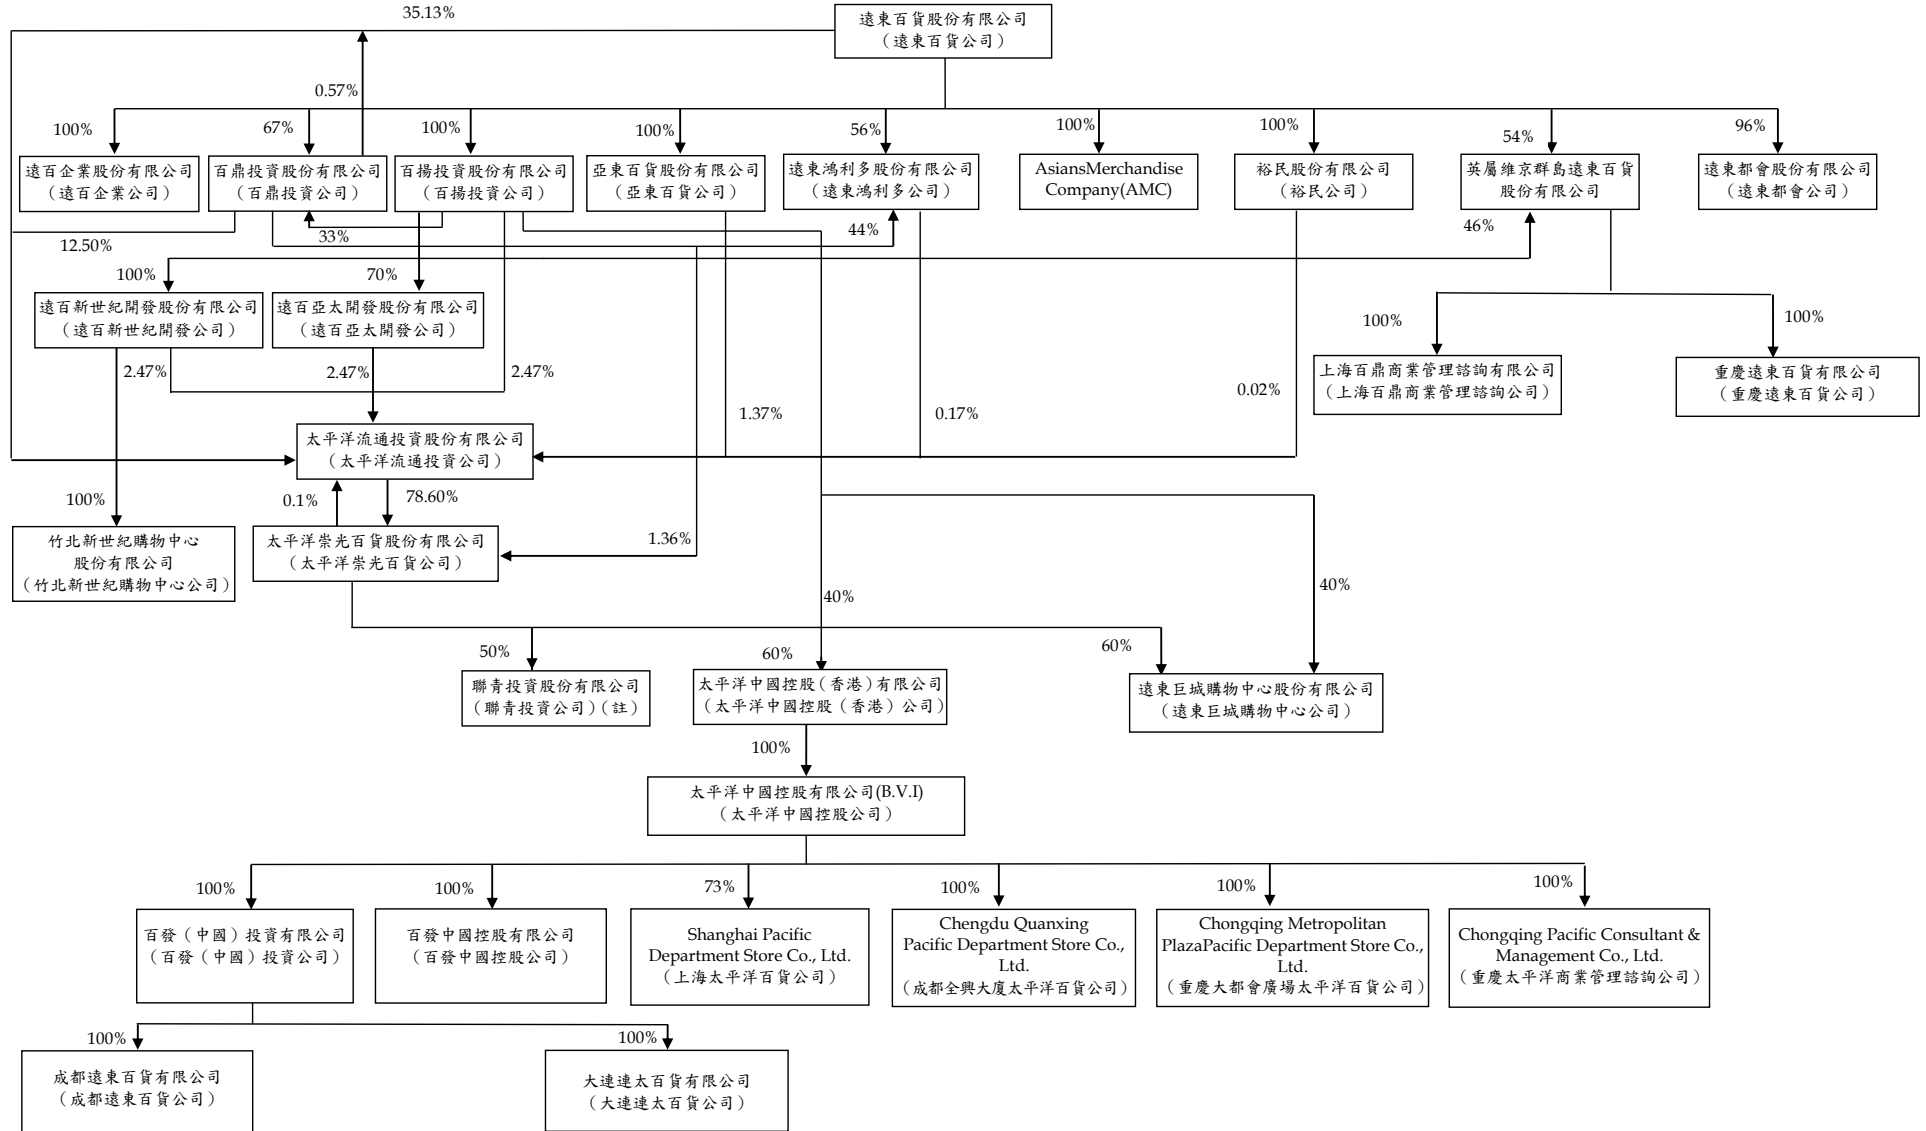 35.13%
遠東百貨股份有限公司
（遠東百貨公司）
0.57%
100%
67%
100%
100%
56%
100%
100%
54%
96%
遠百企業股份有限公司
（遠百企業公司）
百鼎投資股份有限公司
（百鼎投資公司）
百揚投資股份有限公司
（百揚投資公司）
亞東百貨股份有限公司
（亞東百貨公司）
遠東鴻利多股份有限公司
（遠東鴻利多公司）
AsiansMerchandise
Company(AMC)
裕民股份有限公司
（裕民公司）
英屬維京群島遠東百貨
股份有限公司
遠東都會股份有限公司
（遠東都會公司）
12.50%
33%
44%
46%
100%
70%
遠百新世紀開發股份有限公司
（遠百新世紀開發公司）
遠百亞太開發股份有限公司
（遠百亞太開發公司）
100%
100%
上海百鼎商業管理諮詢有限公司
（上海百鼎商業管理諮詢公司）
重慶遠東百貨有限公司
（重慶遠東百貨公司）
2.47%
2.47%
2.47%
1.37%
0.17%
0.02%
太平洋流通投資股份有限公司
（太平洋流通投資公司）
100%
0.1%
78.60%
1.36%
竹北新世紀購物中心
股份有限公司
（竹北新世紀購物中心公司）
太平洋崇光百貨股份有限公司
（太平洋崇光百貨公司）
40%
40%
50%
60%
60%
聯青投資股份有限公司
（聯青投資公司）（註）
太平洋中國控股（香港）有限公司
（太平洋中國控股（香港）公司）
遠東巨城購物中心股份有限公司
（遠東巨城購物中心公司）
100%
太平洋中國控股有限公司(B.V.I)
（太平洋中國控股公司）
100%
100%
73%
100%
100%
100%
百發（中國）投資有限公司
（百發（中國）投資公司）
百發中國控股有限公司
（百發中國控股公司）
Shanghai Pacific
Department Store Co., Ltd.
（上海太平洋百貨公司）
Chengdu Quanxing
Pacific Department Store Co.,
Ltd.
（成都全興大廈太平洋百貨公司）
Chongqing Metropolitan
PlazaPacific Department Store Co.,
Ltd.
（重慶大都會廣場太平洋百貨公司）
Chongqing Pacific Consultant &
Management Co., Ltd.
（重慶太平洋商業管理諮詢公司）
100%
100%
成都遠東百貨有限公司
（成都遠東百貨公司）
大連連太百貨有限公司
（大連連太百貨公司）